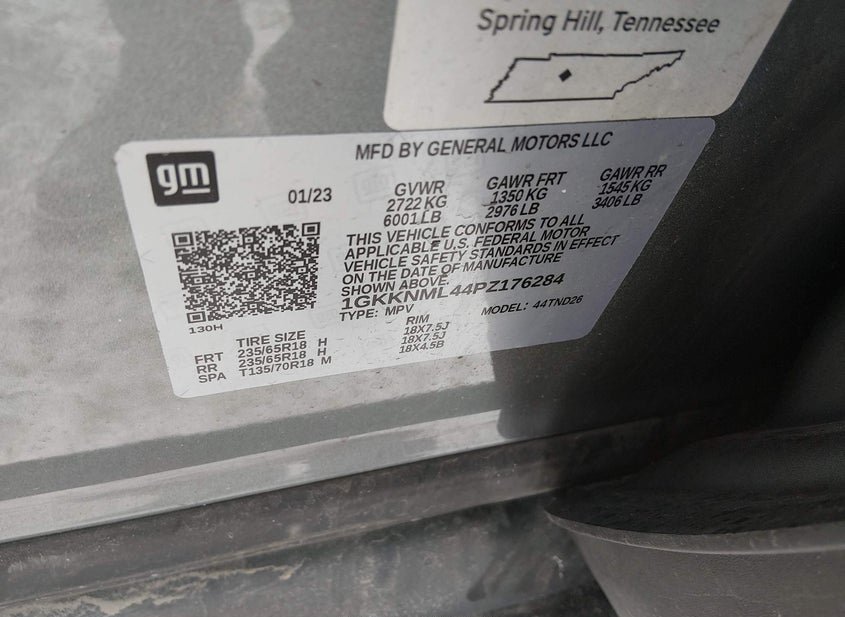 Spring Hill, Tennessee
gm
MFD BY GENERAL MOTORS LLC
01/23
GVWR
2722 KG
6001 LB
GAWR FRT
1350 KG
2976 LB
GAWR RR
1545 KG
3406 LB
THIS VEHICLE CONFORMS TO ALL
APPLICABLE U.S. FEDERAL MOTOR
VEHICLE SAFETY STANDARDS IN EFFECT
ON THE DATE OF MANUFACTURE
SHOWN ABOVE.
1GKKNML44PZ176284
TYPE: MPV
MODEL: 44TND26
130H
TIRE SIZE
RIM
FRT 235/65R18 H 18X7.5J
RR 235/65R18 H 18X7.5J
SPA T135/70R18 M 18X4.5B